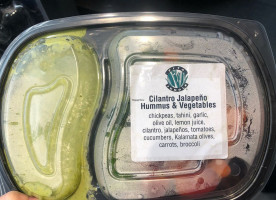 Cilantro Jalapeño
Hummus & Vegetables
chickpeas, tahini, garlic,
olive oil, lemon juice,
cilantro, jalapeños, tomatoes,
cucumbers, Kalamata olives,
carrots, broccoli